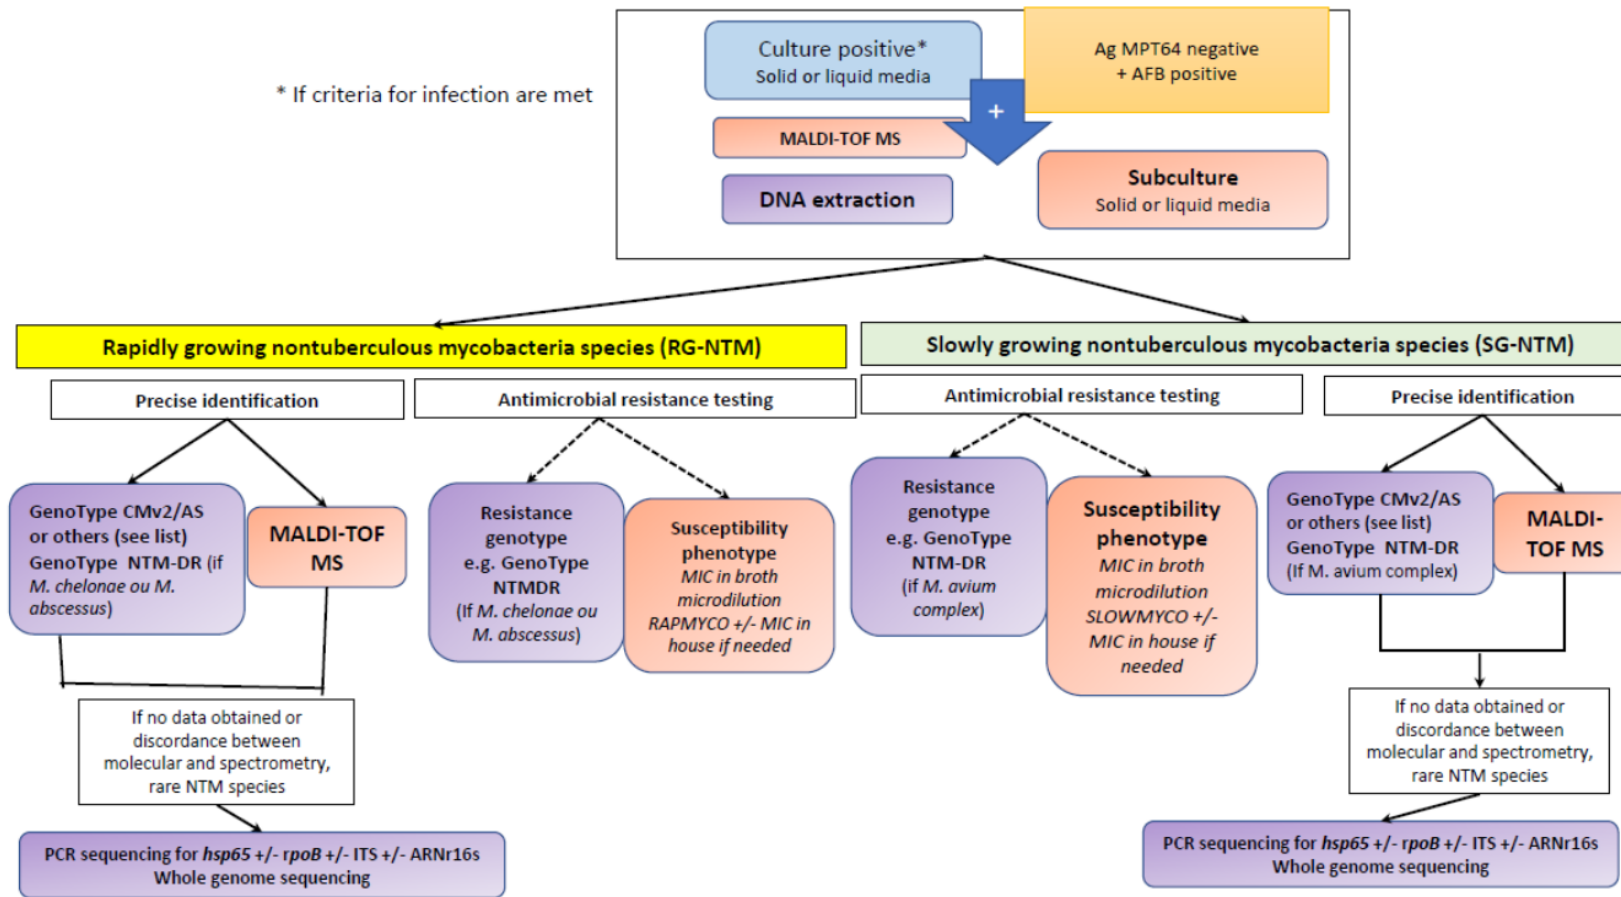 Culture positive*
Solid or liquid media
Ag MPT64 negative
+ AFB positive
* If criteria for infection are met
+
MALDI-TOF MS
DNA extraction
Subculture
Solid or liquid media
Rapidly growing nontuberculous mycobacteria species (RG-NTM)
Slowly growing nontuberculous mycobacteria species (SG-NTM)
Precise identification
Antimicrobial resistance testing
Antimicrobial resistance testing
Precise identification
GenoType CMv2/AS
or others (see list)
GenoType NTM-DR (if
M. chelonae ou M.
abscessus)
MALDI-TOF
MS
Resistance
genotype
e.g. GenoType
NTMDR
(If M. chelonae ou
M. abscessus)
Susceptibility
phenotype
MIC in broth
microdilution
RAPMYCO +/- MIC in
house if needed
Resistance
genotype
e.g. GenoType
NTM-DR
(if M. avium
complex)
Susceptibility
phenotype
MIC in broth
microdilution
SLOWMYCO +/-
MIC in house if
needed
GenoType CMv2/AS
or others (see list)
GenoType NTM-DR
(If M. avium complex)
MALDI-
TOF MS
If no data obtained or
discordance between
molecular and spectrometry,
rare NTM species
If no data obtained or
discordance between
molecular and spectrometry,
rare NTM species
PCR sequencing for hsp65 +/- rpoB +/- ITS +/- ARNr16s
Whole genome sequencing
PCR sequencing for hsp65 +/- rpoB +/- ITS +/- ARNr16s
Whole genome sequencing